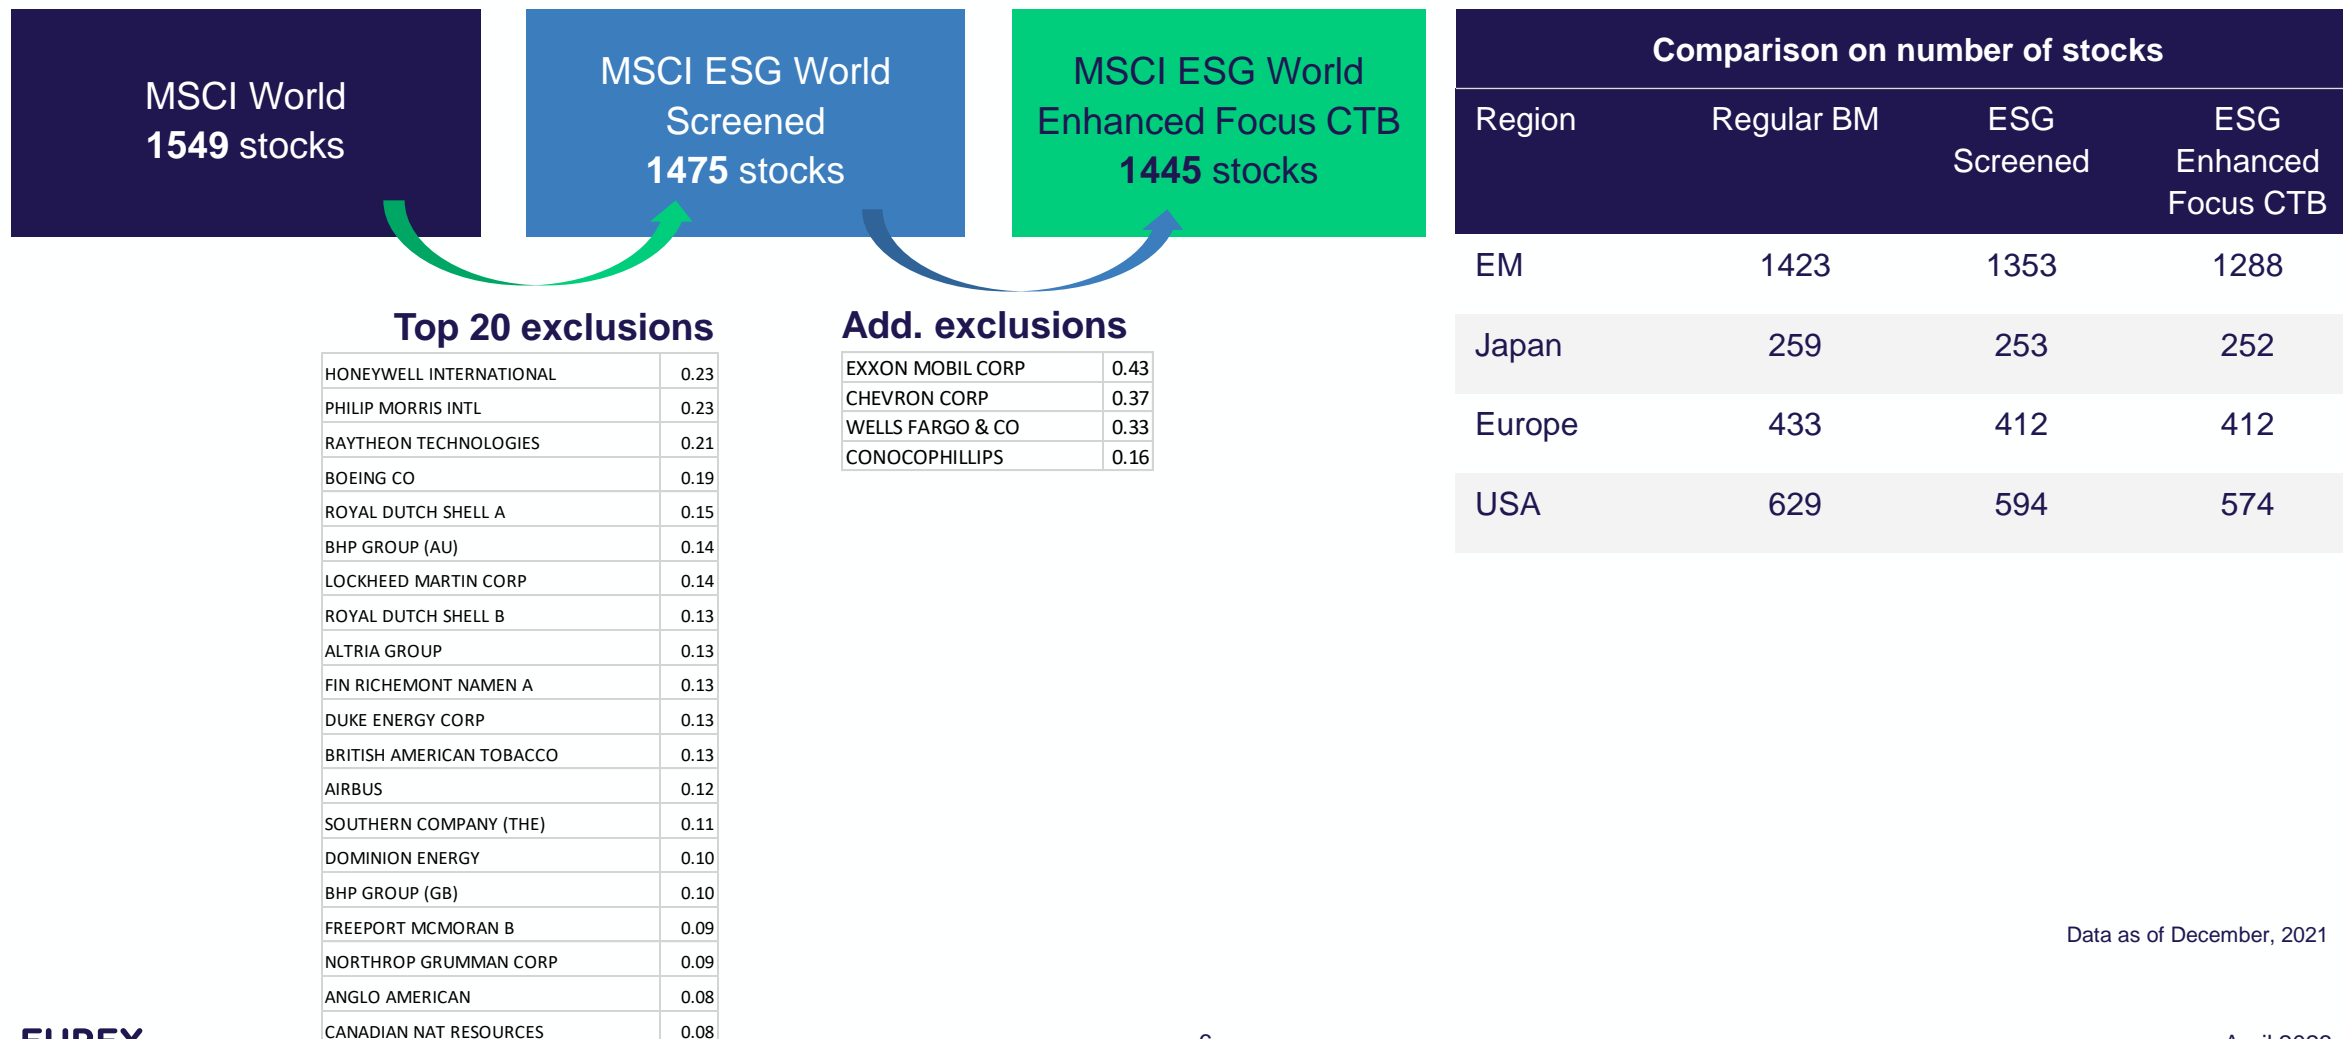 MSCI World
1549 stocks
MSCI ESG World
Screened
1475 stocks
MSCI ESG World
Enhanced Focus CTB
1445 stocks
Top 20 exclusions
HONEYWELL INTERNATIONAL 0.23
PHILIP MORRIS INTL 0.23
RAYTHEON TECHNOLOGIES 0.21
BOEING CO 0.19
ROYAL DUTCH SHELL A 0.15
BHP GROUP (AU) 0.14
LOCKHEED MARTIN CORP 0.14
ROYAL DUTCH SHELL B 0.13
ALTRIA GROUP 0.13
FIN RICHEMONT NAMEN A 0.13
DUKE ENERGY CORP 0.13
BRITISH AMERICAN TOBACCO 0.13
AIRBUS 0.12
SOUTHERN COMPANY (THE) 0.11
DOMINION ENERGY 0.10
BHP GROUP (GB) 0.10
FREEPORT MCMORAN B 0.09
NORTHROP GRUMMAN CORP 0.09
ANGLO AMERICAN 0.08
CANADIAN NAT RESOURCES 0.08
Add. exclusions
EXXON MOBIL CORP 0.43
CHEVRON CORP 0.37
WELLS FARGO & CO 0.33
CONOCOPHILLIPS 0.16
Comparison on number of stocks
Region Regular BM ESG Screened ESG Enhanced Focus CTB
EM 1423 1353 1288
Japan 259 253 252
Europe 433 412 412
USA 629 594 574
Data as of December, 2021
EUREX